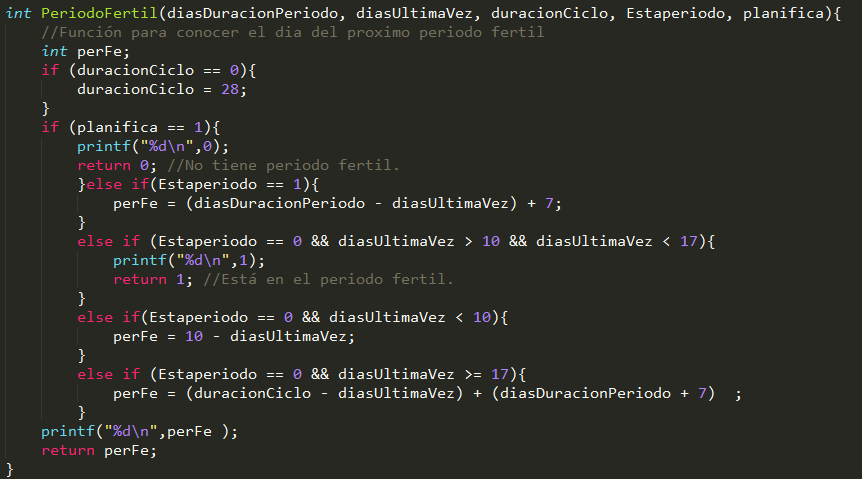 int PeriodoFertil(diasDuracionPeriodo, diasUltimaVez, duracionCiclo, Estaperiodo, planifica){
    //Función para conocer el dia del proximo periodo fertil
    int perFe;
    if (duracionCiclo == 0){
        duracionCiclo = 28;
    }
    if (planifica == 1){
        printf("%d\n",0);
        return 0; //No tiene periodo fertil.
        }else if(Estaperiodo == 1){
            perFe = (diasDuracionPeriodo - diasUltimaVez) + 7;
        }
        else if (Estaperiodo == 0 && diasUltimaVez > 10 && diasUltimaVez < 17){
            printf("%d\n",1);
            return 1; //Está en el periodo fertil.
        }
        else if(Estaperiodo == 0 && diasUltimaVez < 10){
            perFe = 10 - diasUltimaVez;
        }
        else if (Estaperiodo == 0 && diasUltimaVez >= 17){
            perFe = (duracionCiclo - diasUltimaVez) + (diasDuracionPeriodo + 7)  ;
        }
    printf("%d\n",perFe );
    return perFe;
}